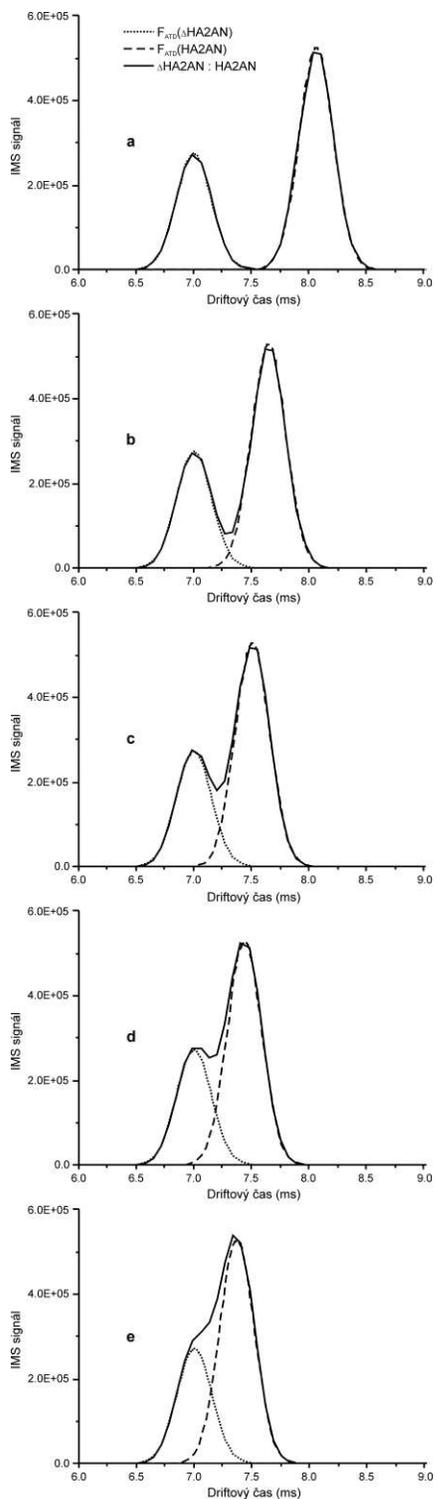 F_ATD(ΔHA2AN)
F_ATD(HA2AN)
ΔHA2AN : HA2AN
6.0E+05
4.0E+05
2.0E+05
0.0
IMS signál
a
6.0 6.5 7.0 7.5 8.0 8.5 9.0
Driftový čas (ms)
6.0E+05
4.0E+05
2.0E+05
0.0
IMS signál
b
6.0 6.5 7.0 7.5 8.0 8.5 9.0
Driftový čas (ms)
6.0E+05
4.0E+05
2.0E+05
0.0
IMS signál
c
6.0 6.5 7.0 7.5 8.0 8.5 9.0
Driftový čas (ms)
6.0E+05
4.0E+05
2.0E+05
0.0
IMS signál
d
6.0 6.5 7.0 7.5 8.0 8.5 9.0
Driftový čas (ms)
6.0E+05
4.0E+05
2.0E+05
0.0
IMS signál
e
6.0 6.5 7.0 7.5 8.0 8.5 9.0
Driftový čas (ms)